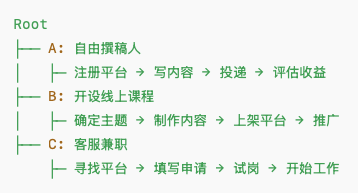 Root
├── A: 自由撰稿人
│   ├─ 注册平台 → 写内容 → 投递 → 评估收益
├── B: 开设线上课程
│   ├─ 确定主题 → 制作内容 → 上架平台 → 推广
├── C: 客服兼职
    ├─ 寻找平台 → 填写申请 → 试岗 → 开始工作